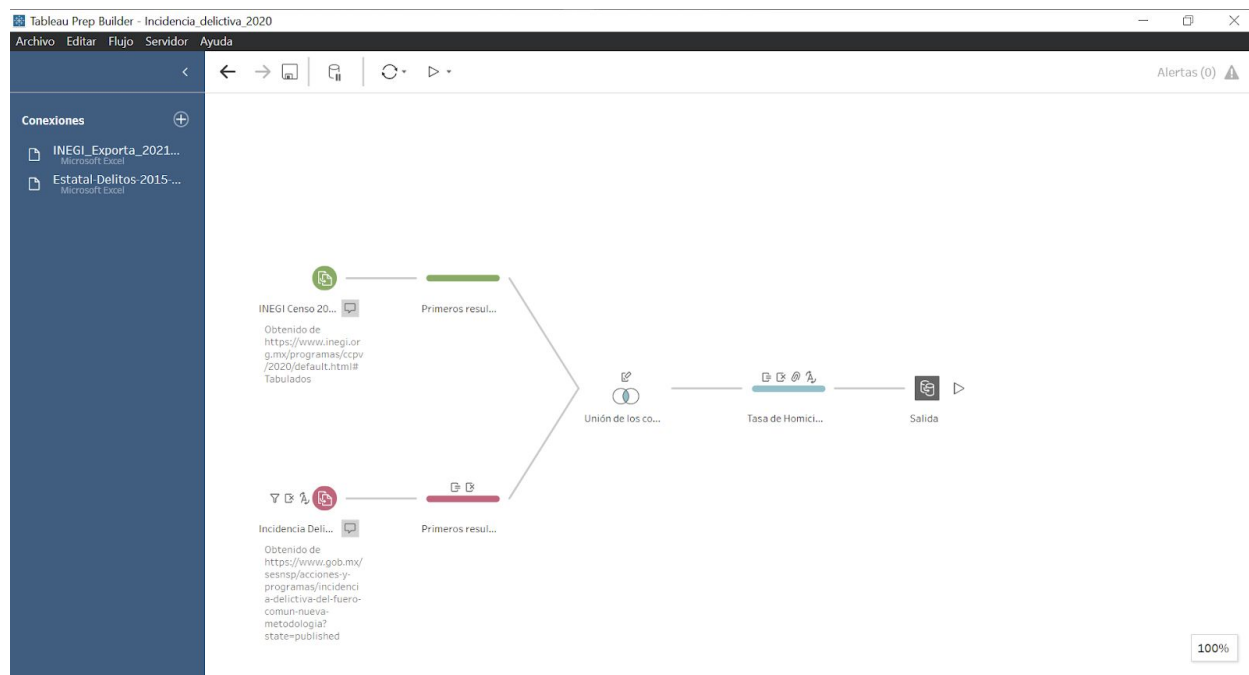 Tableau Prep Builder - Incidencia_delictiva_2020
Archivo Editar Flujo Servidor Ayuda
Alertas (0)
Conexiones
INEGI_Exporta_2021...
Microsoft Excel
Estatal-Delitos-2015-...
Microsoft Excel
INEGI Censo 20...
Primeros resul...
Obtenido de
https://www.inegi.or
g.mx/programas/ccpv
/2020/default.html#
Tabulados
Unión de los co...
Tasa de Homici...
Salida
Incidencia Deli...
Primeros resul...
Obtenido de
https://www.gob.mx/
sesnsp/acciones-y-
programas/incidenci
a-delictiva-del-fuero-
comun-nueva-
metodologia?
state=published
100%